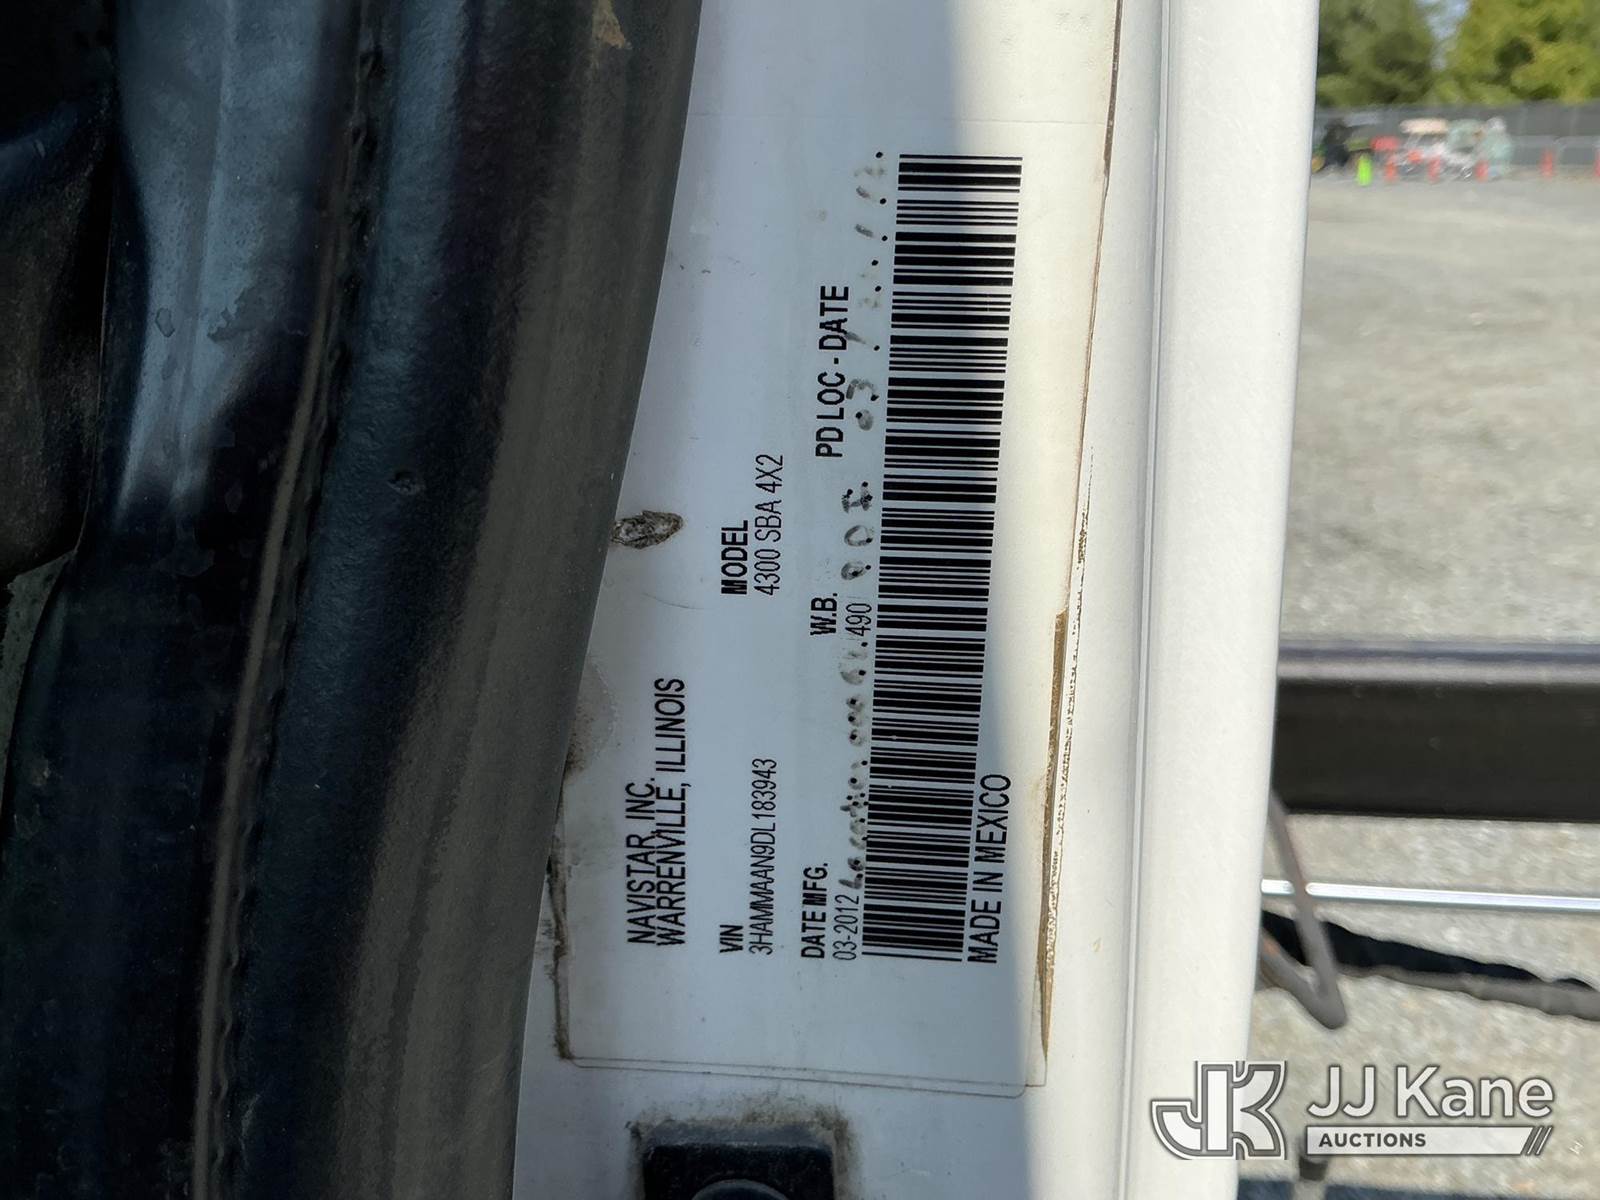 NAVISTAR, INC.
WARRENVILLE, ILLINOIS
VIN MODEL
3HAMMAAN9DL183943 4300 SBA 4X2
DATE MFG. W.B. PD LOC - DATE
03-2012 490
MADE IN MEXICO
JK JJ Kane
AUCTIONS